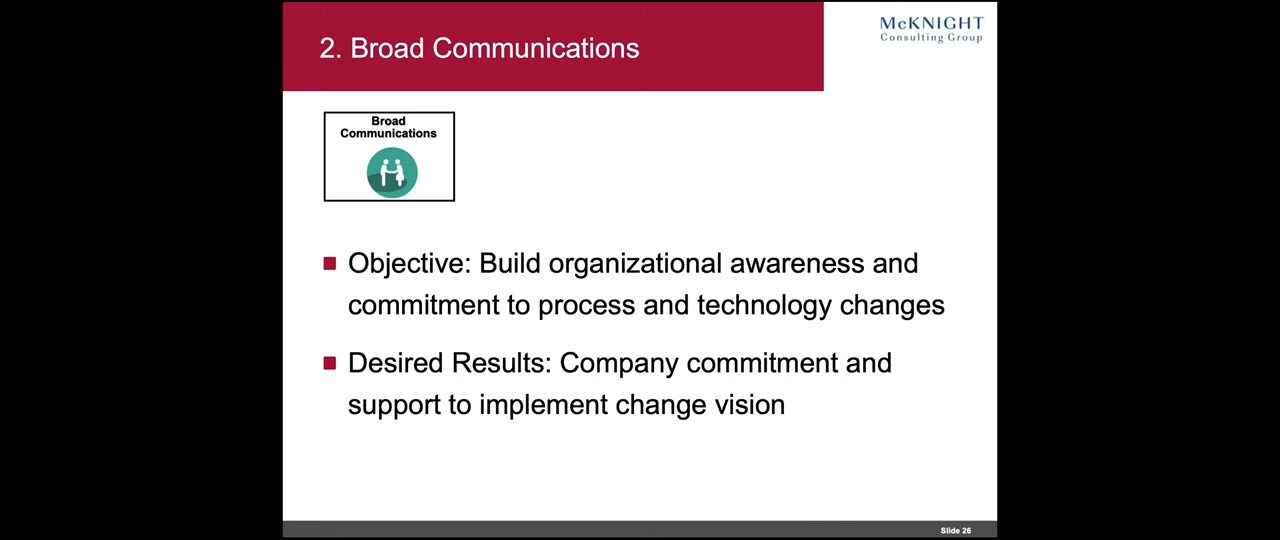 2. Broad Communications
McKNIGHT
Consulting Group
Broad
Communications
Objective: Build organizational awareness and
commitment to process and technology changes
Desired Results: Company commitment and
support to implement change vision
Slide 26